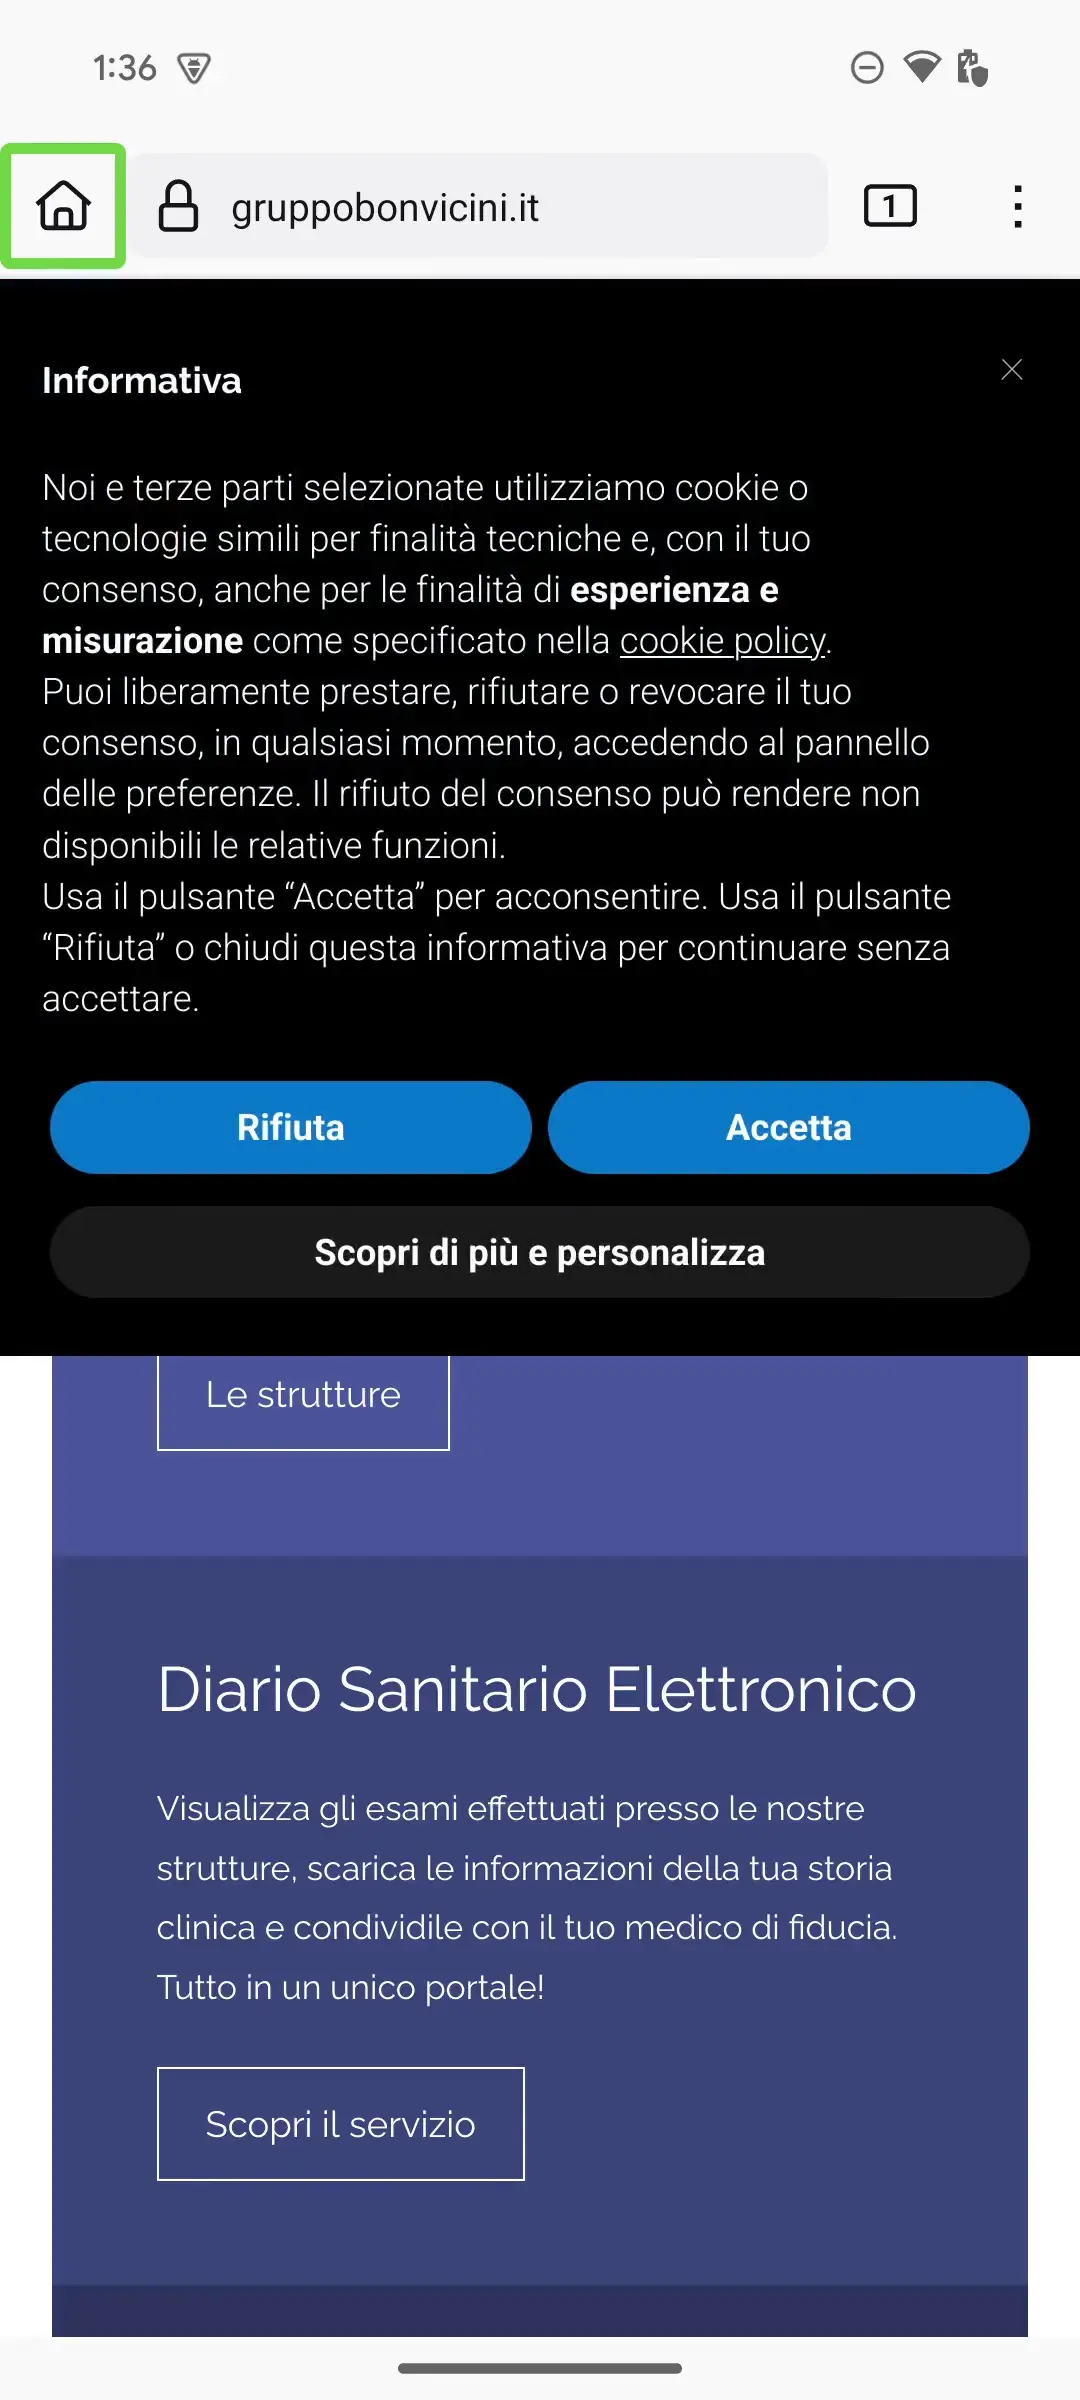 1:36
gruppobonvicini.it
1
Informativa
Noi e terze parti selezionate utilizziamo cookie o
tecnologie simili per finalità tecniche e, con il tuo
consenso, anche per le finalità di esperienza e
misurazione come specificato nella cookie policy.
Puoi liberamente prestare, rifiutare o revocare il tuo
consenso, in qualsiasi momento, accedendo al pannello
delle preferenze. Il rifiuto del consenso può rendere non
disponibili le relative funzioni.
Usa il pulsante “Accetta” per acconsentire. Usa il pulsante
“Rifiuta” o chiudi questa informativa per continuare senza
accettare.
Rifiuta
Accetta
Scopri di più e personalizza
Le strutture
Diario Sanitario Elettronico
Visualizza gli esami effettuati presso le nostre
strutture, scarica le informazioni della tua storia
clinica e condividile con il tuo medico di fiducia.
Tutto in un unico portale!
Scopri il servizio